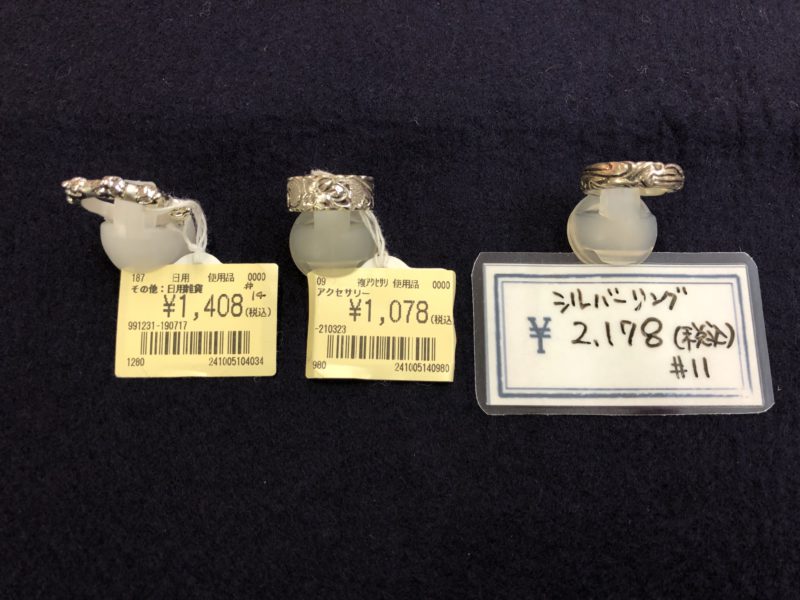 187 日用 使用品 0000
その他:日用雑貨 # 14
¥1,408(税込)
991231-190717
1280 241005104034
09 複アクセサリ 使用品 0000
アクセサリー
¥1,078(税込)
-210323
980 241005140980
シルバーリング
¥ 2,178(税込)
#11